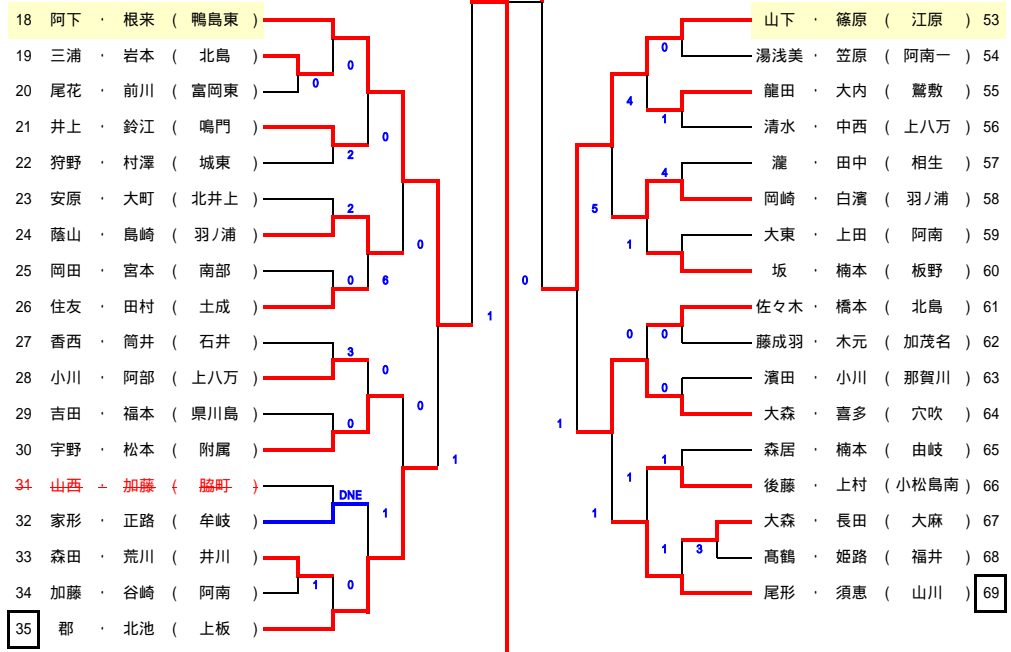 18 阿下 ・ 根来 ( 鴨島東 )
19 三浦 ・ 岩本 ( 北島 )
20 尾花 ・ 前川 ( 富岡東 )
21 井上 ・ 鈴江 ( 鳴門 )
22 狩野 ・ 村澤 ( 城東 )
23 安原 ・ 大町 ( 北井上 )
24 蔭山 ・ 島崎 ( 羽ノ浦 )
25 岡田 ・ 宮本 ( 南部 )
26 住友 ・ 田村 ( 土成 )
27 香西 ・ 筒井 ( 石井 )
28 小川 ・ 阿部 ( 上八万 )
29 吉田 ・ 福本 ( 県川島 )
30 宇野 ・ 松本 ( 附属 )
31 山西 ・ 加藤 ( 脇町 )
32 家形 ・ 正路 ( 牟岐 )
33 森田 ・ 荒川 ( 井川 )
34 加藤 ・ 谷崎 ( 阿南 )
35 郡 ・ 北池 ( 上板 )
0
0
0
2
2
0
0
6
3
0
0
0
DNE
1
1
0
1
1
0
山下 ・ 篠原 ( 江原 ) 53
湯浅美 ・ 笠原 ( 阿南一 ) 54
龍田 ・ 大内 ( 鷲敷 ) 55
清水 ・ 中西 ( 上八万 ) 56
瀧 ・ 田中 ( 相生 ) 57
岡崎 ・ 白濱 ( 羽ノ浦 ) 58
大東 ・ 上田 ( 阿南 ) 59
坂 ・ 楠本 ( 板野 ) 60
佐々木 ・ 橋本 ( 北島 ) 61
藤成羽 ・ 木元 ( 加茂名 ) 62
濱田 ・ 小川 ( 那賀川 ) 63
大森 ・ 喜多 ( 穴吹 ) 64
森居 ・ 楠本 ( 由岐 ) 65
後藤 ・ 上村 ( 小松島南 ) 66
大森 ・ 長田 ( 大麻 ) 67
髙鶴 ・ 姫路 ( 福井 ) 68
尾形 ・ 須恵 ( 山川 ) 69
0
4
1
4
5
1
0
0
0
1
1
1
1
1
3